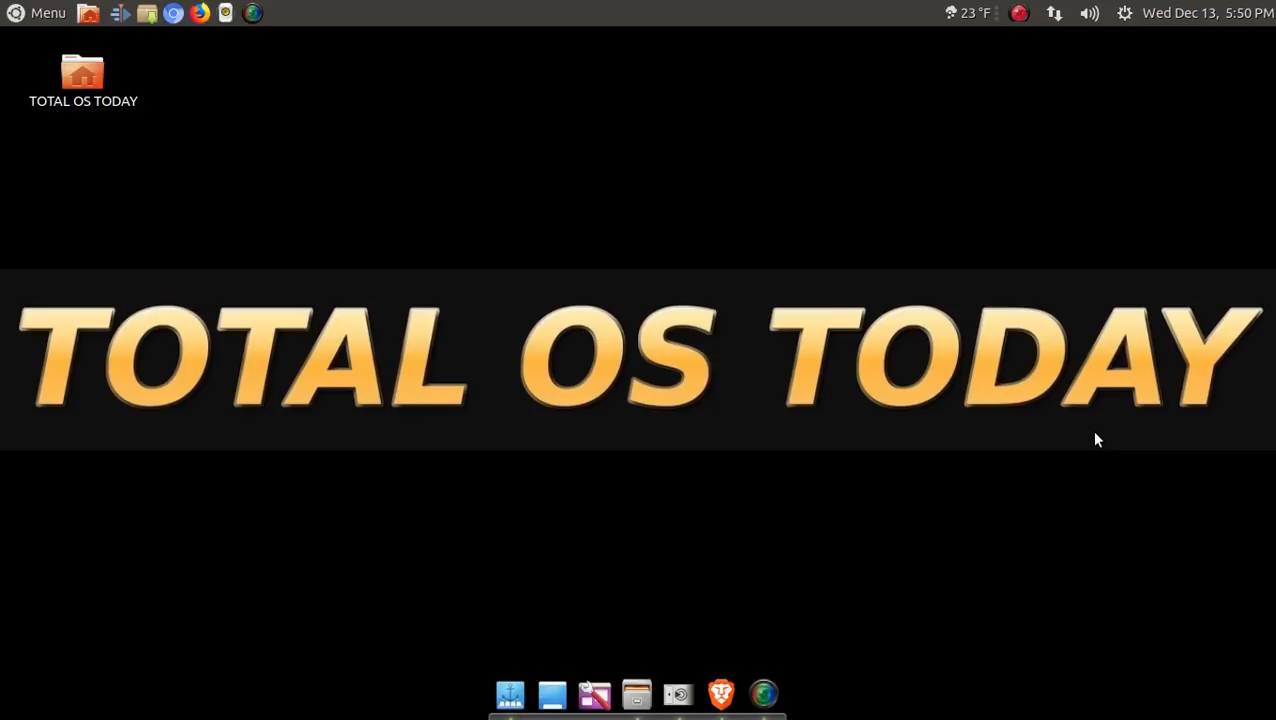 Menu
23 °F
Wed Dec 13, 5:50 PM
TOTAL OS TODAY
TOTAL OS TODAY